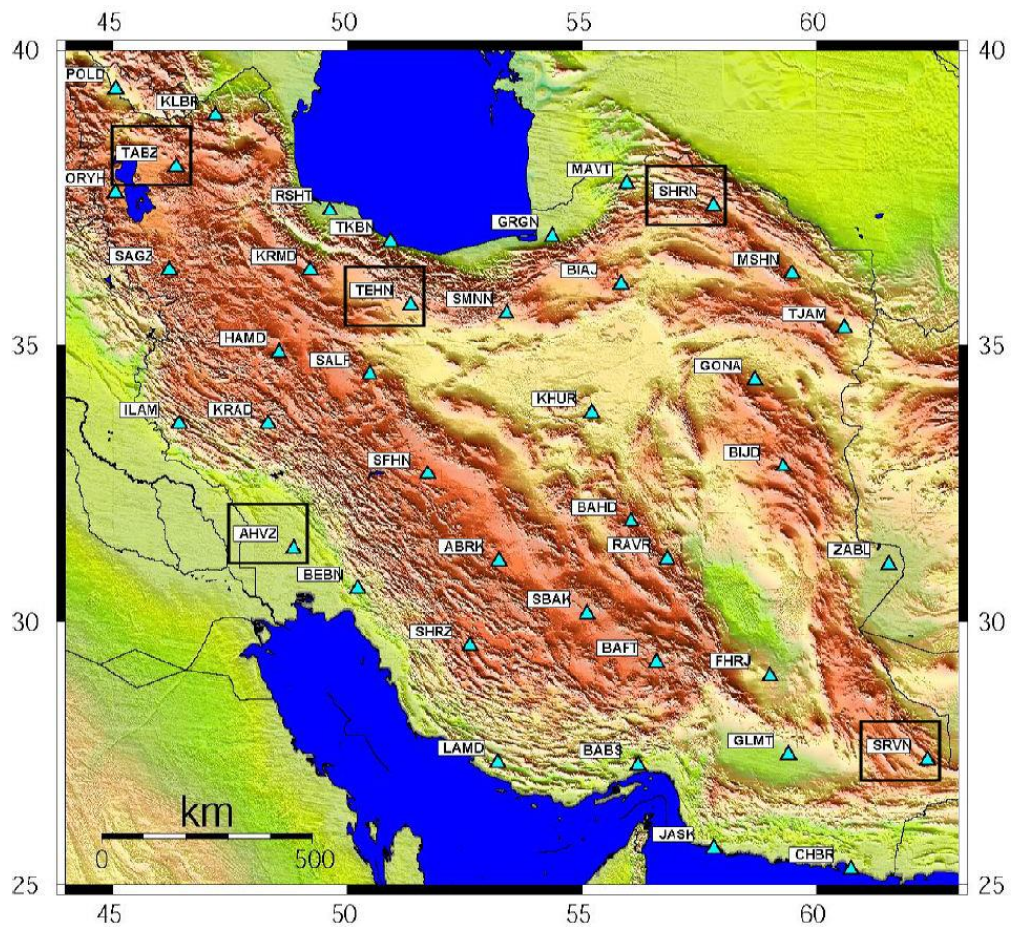 45 50 55 60
40 40
POLD
KLBR
TABZ
MAVT
ORYH
SHRN
RSHT
TKBN
GRGN
SAGZ
KRMD
MSHN
BIAJ
TEHN
SMNN
TJAM
35 35
HAMD
SALF
GONA
KHUR
ILAM
KRAD
BIJD
SFHN
BAHD
AHVZ
ABRK
RAVR
ZABL
BEBN
SBAK
30 30
SHRZ
BAFT
FHRJ
LAMD
BABS
GLMT
SRVN
km
0 500
JASK
CHBR
25 25
45 50 55 60